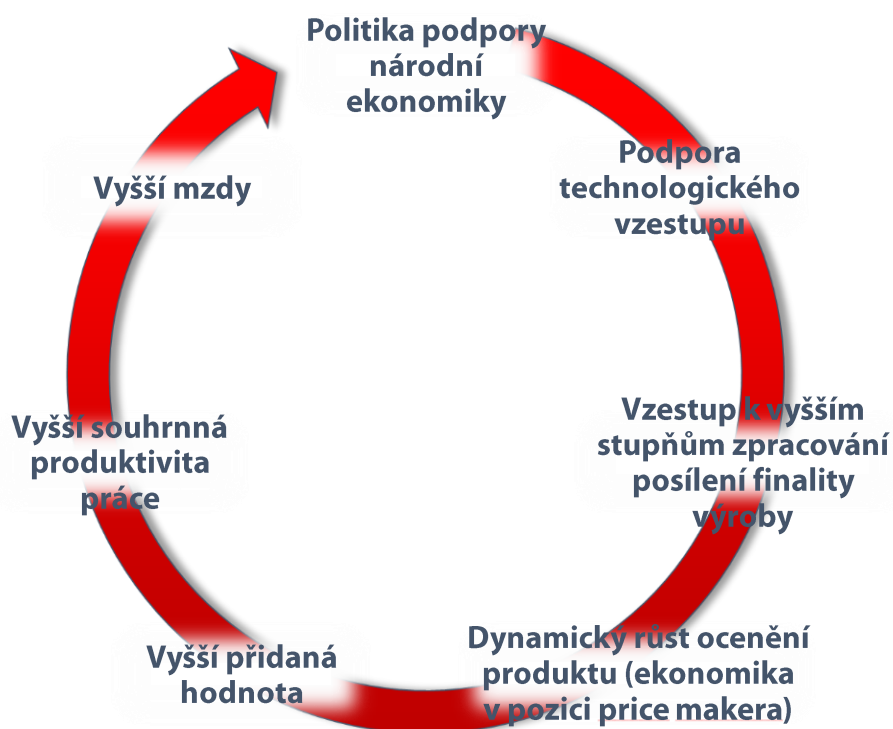 Politika podpory
národní
ekonomiky
Podpora
technologického
vzestupu
Vzestup k vyšším
stupňům zpracování
posílení finality
výroby
Dynamický růst ocenění
produktu (ekonomika
v pozici price makera)
Vyšší přidaná
hodnota
Vyšší souhrnná
produktivita
práce
Vyšší mzdy